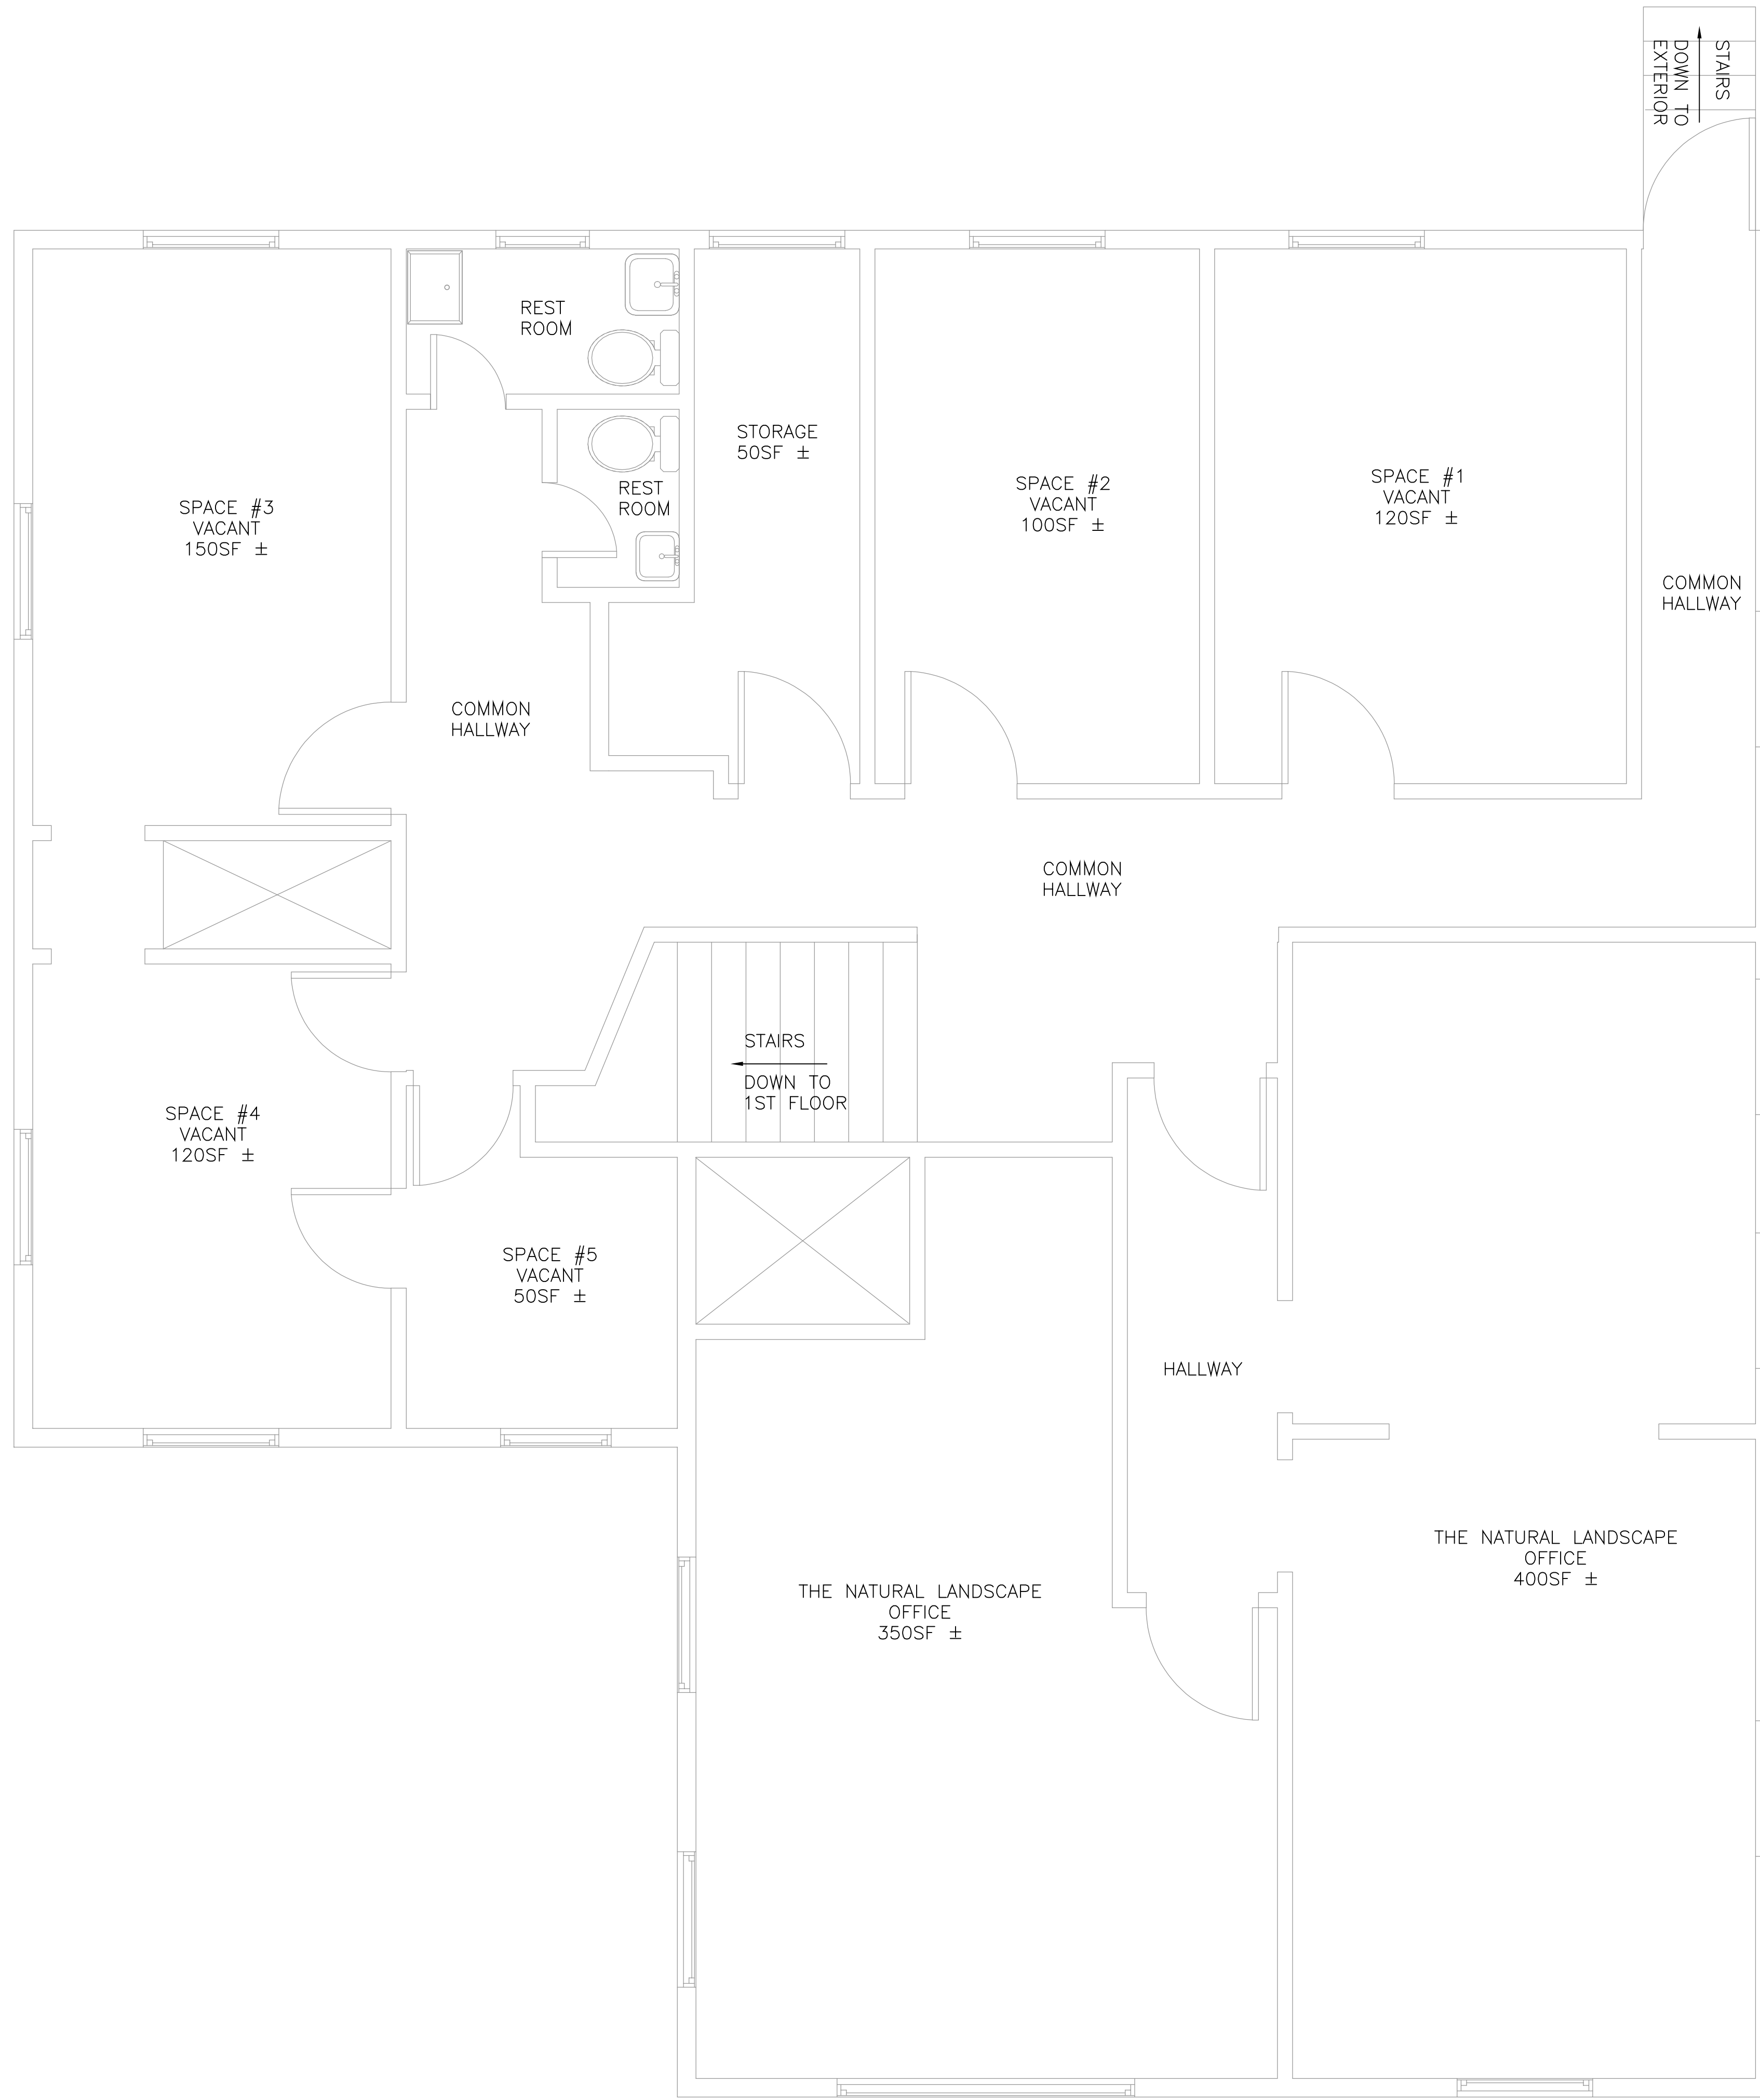 STAIRS
DOWN TO
EXTERIOR
REST
ROOM
STORAGE
50SF ±
REST
ROOM
SPACE #3
VACANT
150SF ±
SPACE #2
VACANT
100SF ±
SPACE #1
VACANT
120SF ±
COMMON
HALLWAY
COMMON
HALLWAY
COMMON
HALLWAY
STAIRS
DOWN TO
1ST FLOOR
SPACE #4
VACANT
120SF ±
SPACE #5
VACANT
50SF ±
HALLWAY
THE NATURAL LANDSCAPE
OFFICE
350SF ±
THE NATURAL LANDSCAPE
OFFICE
400SF ±